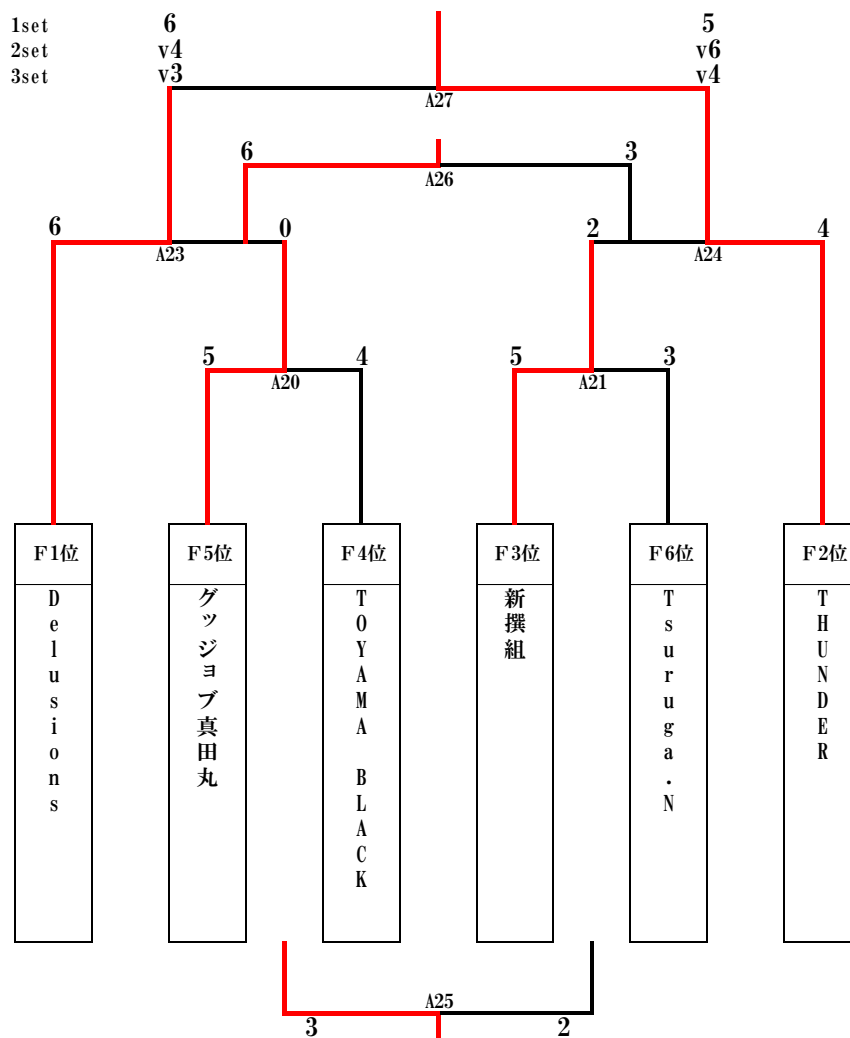 1set 6 5
2set v4 v6
3set v3 v4
A27
6 3
A26
6 0 2 4
A23 A24
5 4 5 3
A20 A21
F1位 F5位 F4位 F3位 F6位 F2位
Delusions
グッジョブ真田丸
TOYAMA BLACK
新撰組
Tsuruga.N
THUNDER
A25
3 2